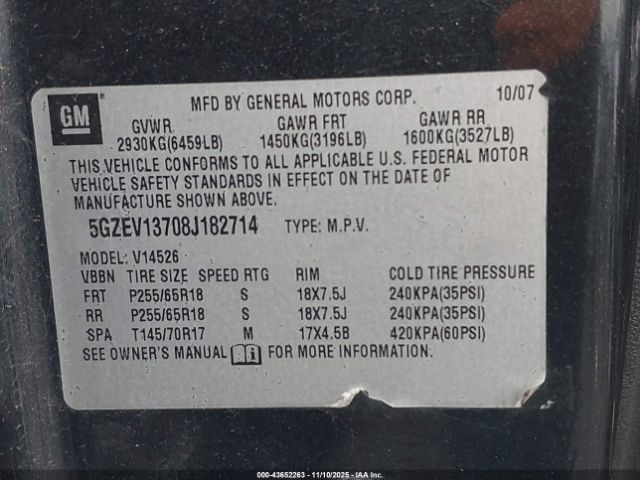 GM
MFD BY GENERAL MOTORS CORP. 10/07
GVWR GAWR FRT GAWR RR
2930KG(6459LB) 1450KG(3196LB) 1600KG(3527LB)
THIS VEHICLE CONFORMS TO ALL APPLICABLE U.S. FEDERAL MOTOR
VEHICLE SAFETY STANDARDS IN EFFECT ON THE DATE OF
MANUFACTURE SHOWN ABOVE.
5GZEV13708J182714 TYPE: M.P.V.
MODEL: V14526
VBBN TIRE SIZE SPEED RTG RIM COLD TIRE PRESSURE
FRT P255/65R18 S 18X7.5J 240KPA(35PSI)
RR P255/65R18 S 18X7.5J 240KPA(35PSI)
SPA T145/70R17 M 17X4.5B 420KPA(60PSI)
SEE OWNER'S MANUAL FOR MORE INFORMATION.
000-43652263 - 11/10/2025 - IAA Inc.